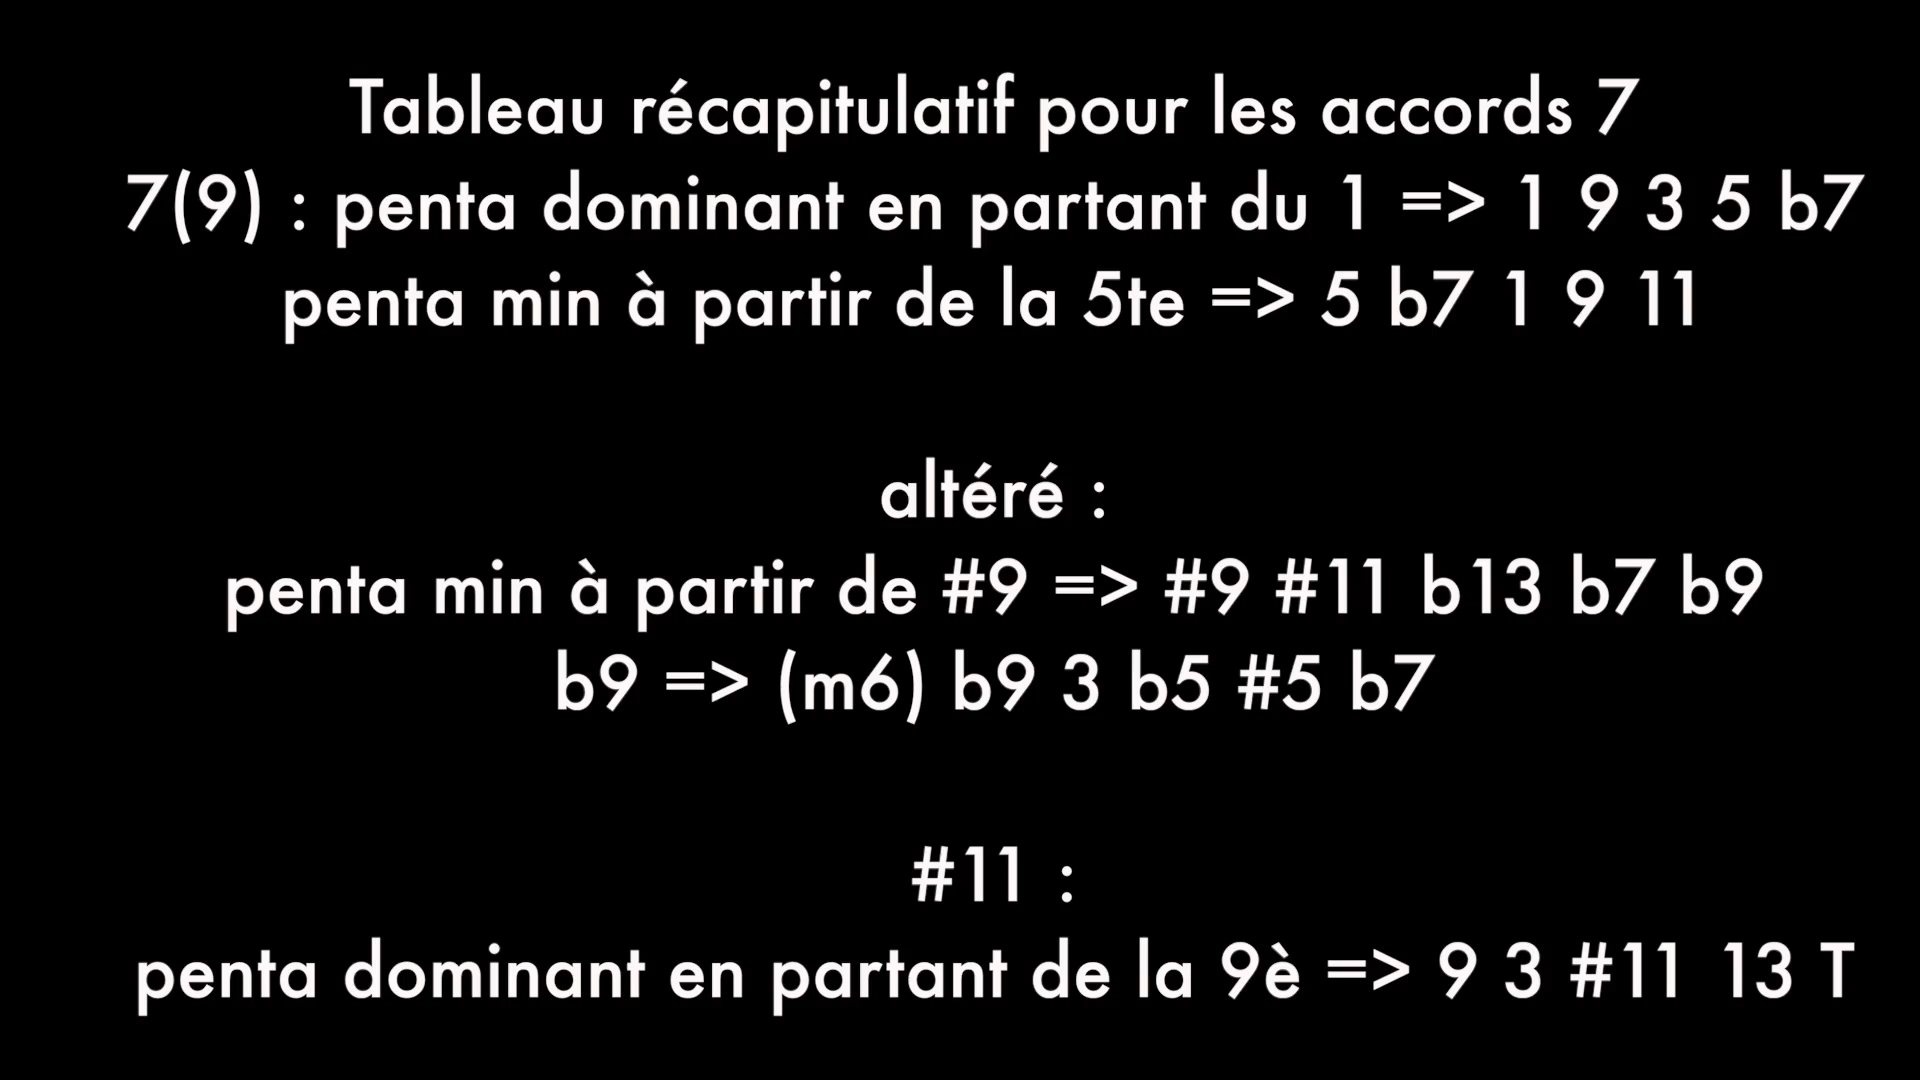 Tableau récapitulatif pour les accords 7
7(9) : penta dominant en partant du 1 => 1 9 3 5 b7
penta min à partir de la 5te => 5 b7 1 9 11
altéré :
penta min à partir de #9 => #9 #11 b13 b7 b9
b9 => (m6) b9 3 b5 #5 b7
#11 :
penta dominant en partant de la 9è => 9 3 #11 13 T